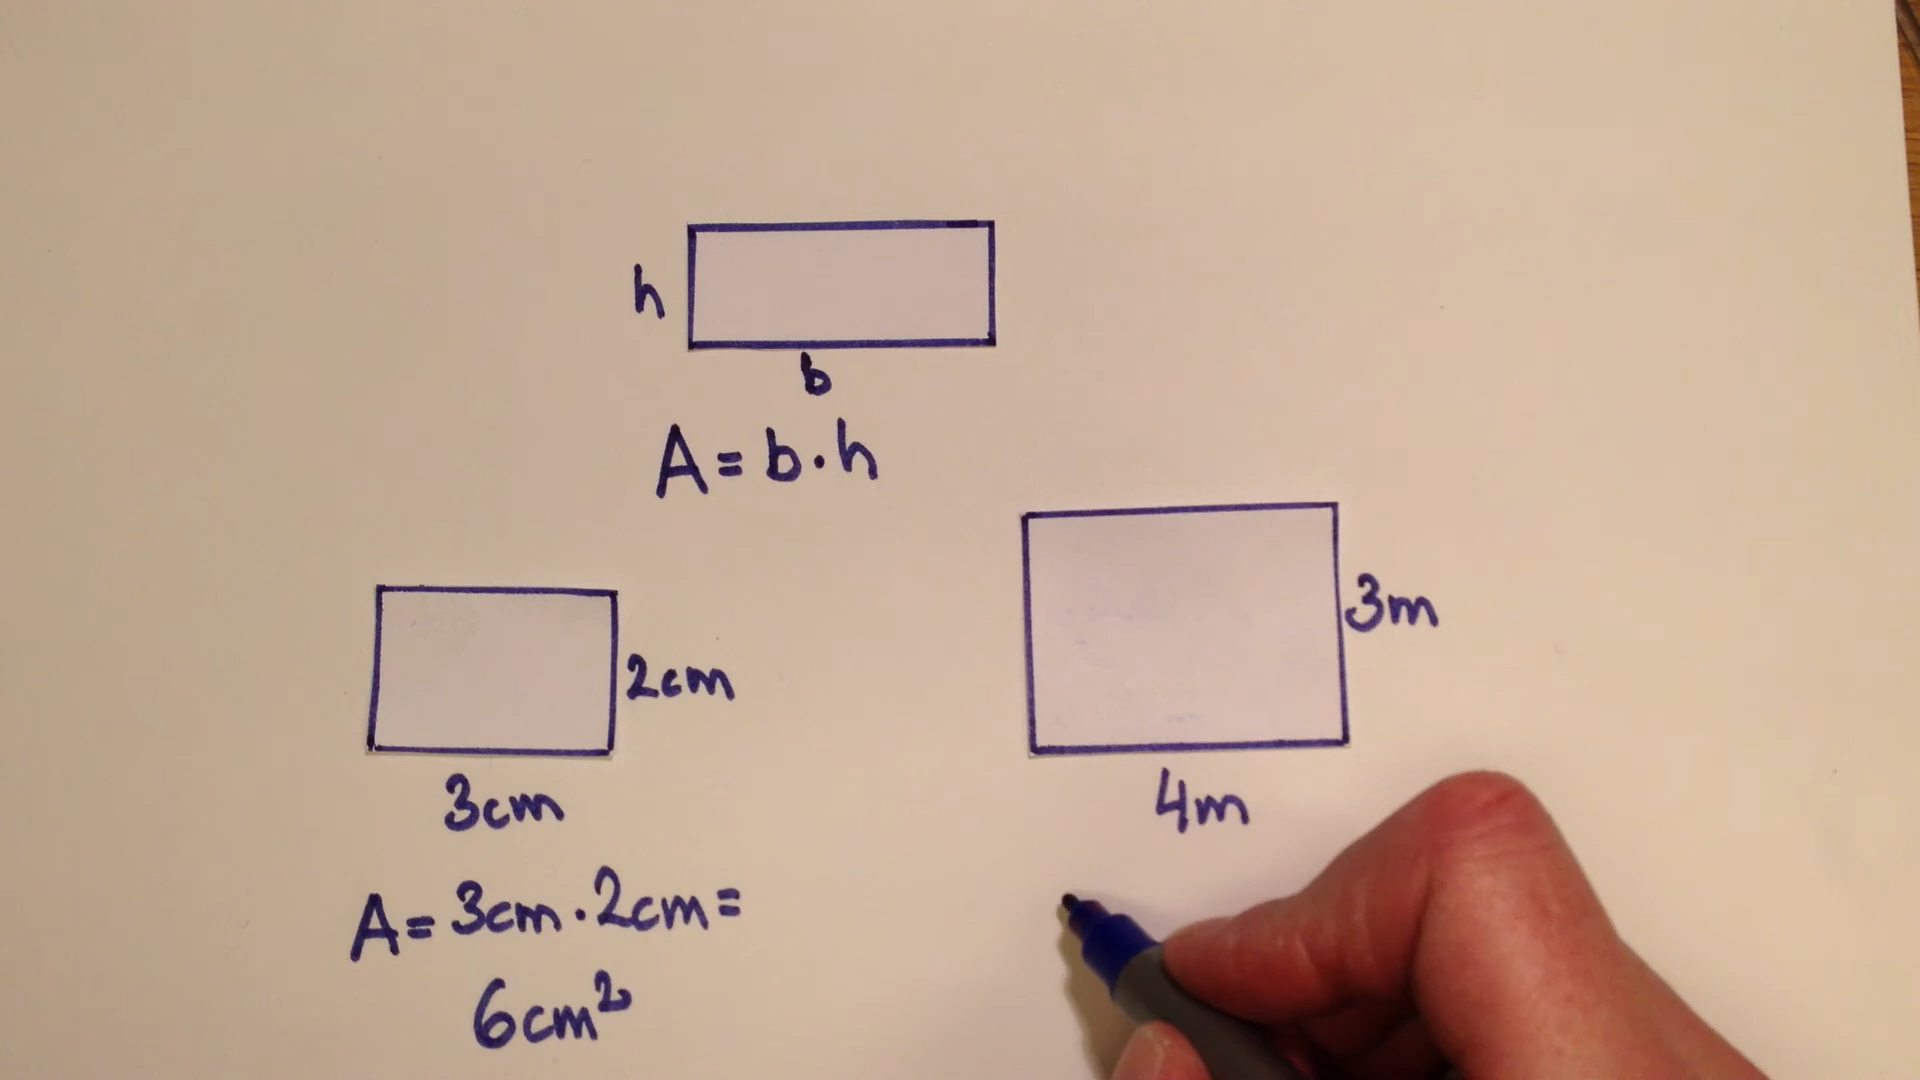 h
b
A = b · h
2cm
3cm
A = 3cm · 2cm =
6cm²
3m
4m